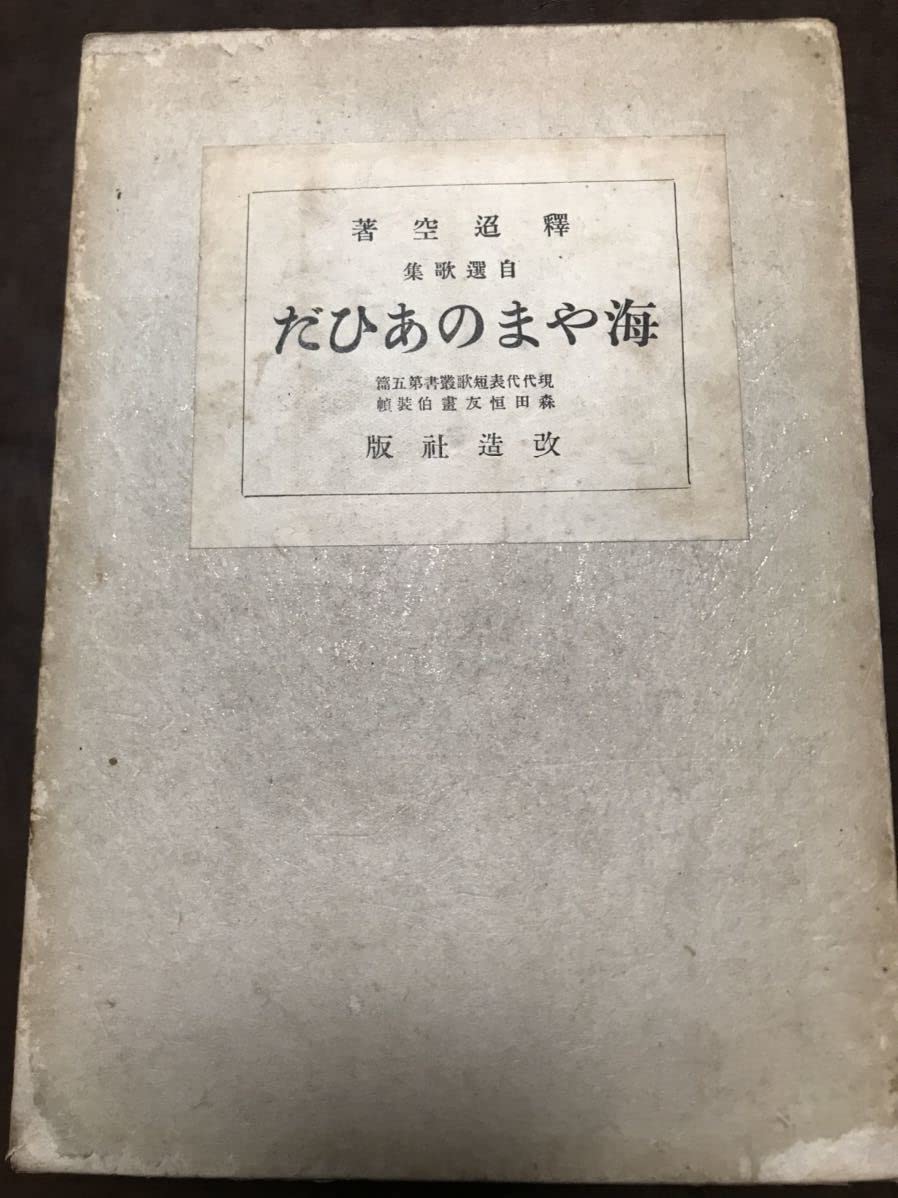 釋迢空著
自選歌集
海やまのあひだ
現代代表短歌叢書第五篇
森田恒友畫伯裝幀
改造社版